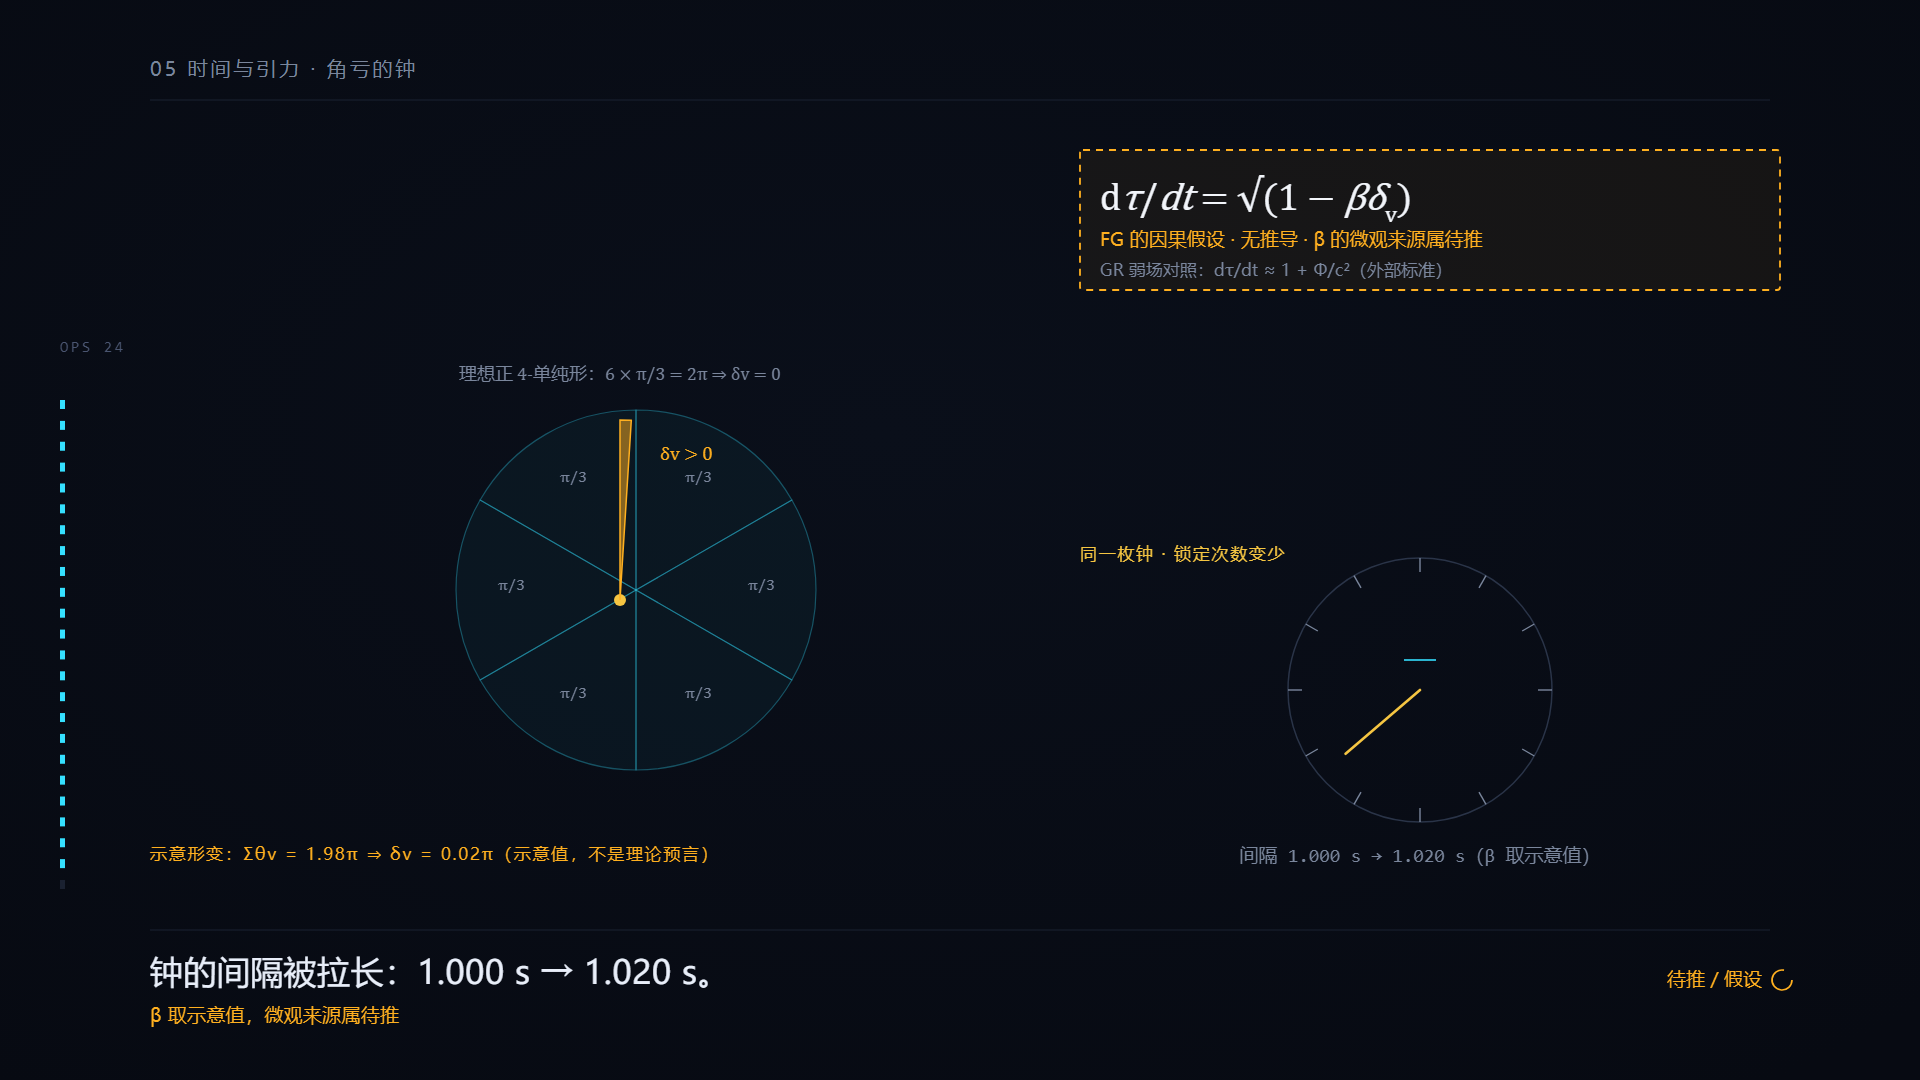 05 时间与引力 · 角亏的钟
dτ/dt = √(1 − βδᵥ)
FG 的因果假设 · 无推导 · β 的微观来源属待推
GR 弱场对照：dτ/dt ≈ 1 + Φ/c²（外部标准）
OPS 24
理想正 4-单纯形：6 × π/3 = 2π ⇒ δv = 0
δv > 0
π/3
π/3
π/3
π/3
π/3
π/3
同一枚钟 · 锁定次数变少
示意形变：Σθv = 1.98π ⇒ δv = 0.02π（示意值，不是理论预言）
间隔 1.000 s → 1.020 s（β 取示意值）
钟的间隔被拉长：1.000 s → 1.020 s。
β 取示意值，微观来源属待推
待推 / 假设